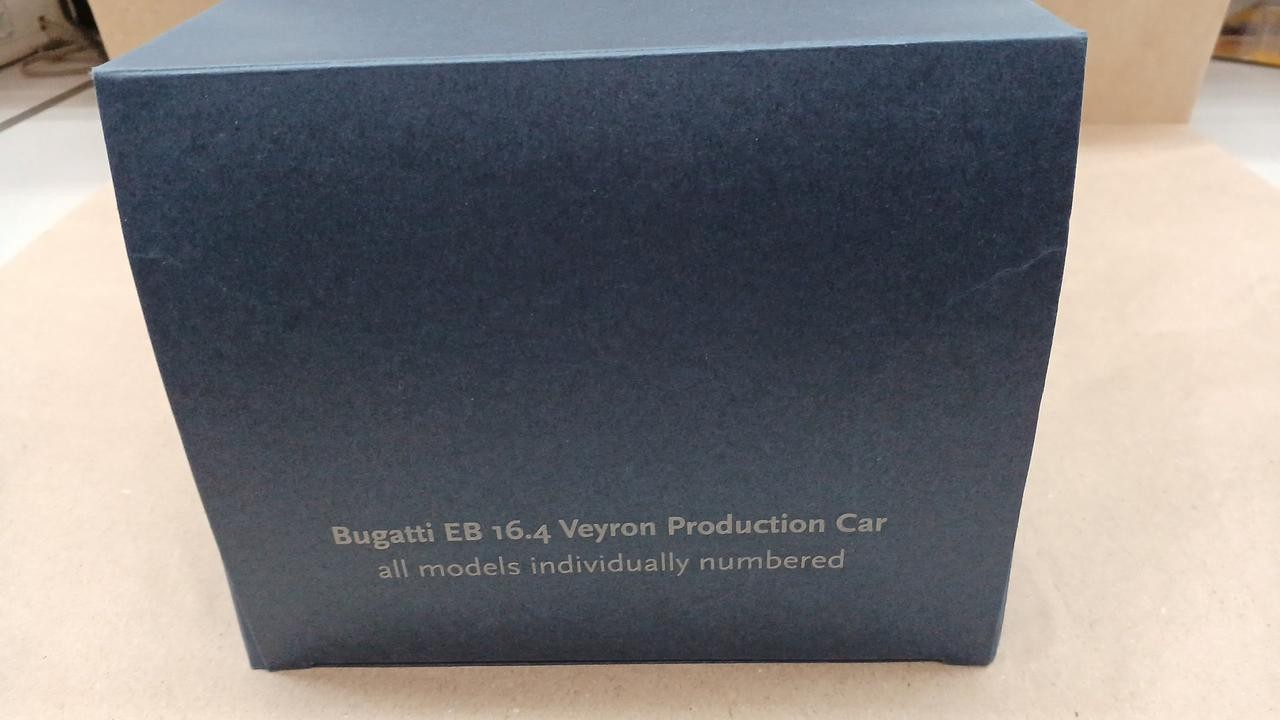 Bugatti EB 16.4 Veyron Production Car
all models individually numbered